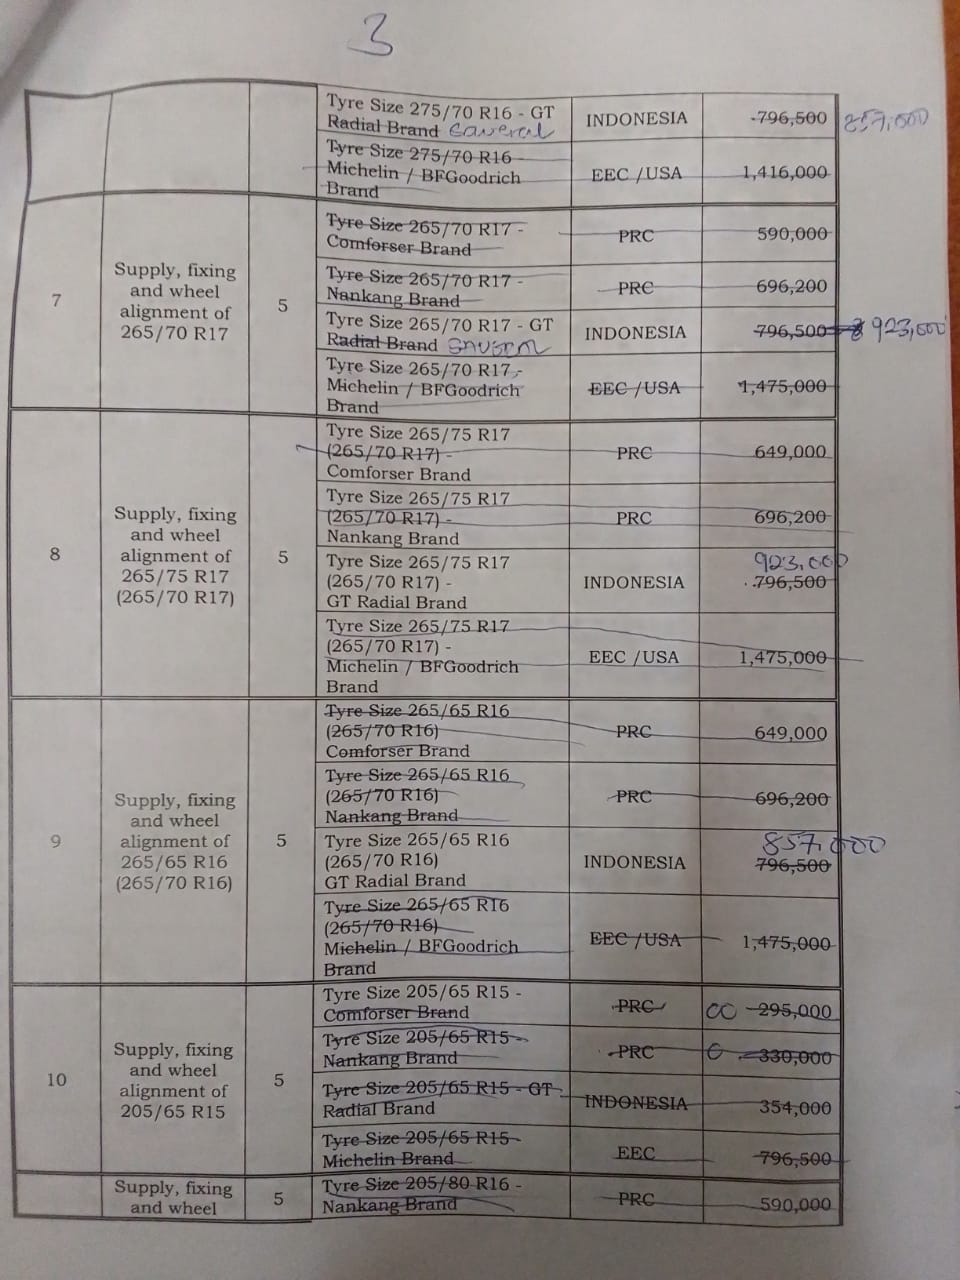 3
Tyre Size 275/70 R16 - GT
Radial Brand
INDONESIA
796,500
857,000
Tyre Size 275/70 R16
Michelin / BFGoodrich
Brand
EEC /USA
1,416,000
7
Supply, fixing
and wheel
alignment of
265/70 R17
5
Tyre Size 265/70 R17 -
Comforser Brand
PRC
590,000
Tyre Size 265/70 R17 -
Nankang Brand
PRC
696,200
Tyre Size 265/70 R17 - GT
Radial Brand
INDONESIA
796,500
923,000
Tyre Size 265/70 R17 -
Michelin / BFGoodrich
Brand
EEC /USA
1,475,000
8
Supply, fixing
and wheel
alignment of
265/75 R17
(265/70 R17)
5
Tyre Size 265/75 R17
(265/70 R17) -
Comforser Brand
PRC
649,000
Tyre Size 265/75 R17
(265/70 R17) -
Nankang Brand
PRC
696,200
Tyre Size 265/75 R17
(265/70 R17) -
GT Radial Brand
INDONESIA
923,000
796,500
Tyre Size 265/75 R17
(265/70 R17) -
Michelin / BFGoodrich
Brand
EEC /USA
1,475,000
9
Supply, fixing
and wheel
alignment of
265/65 R16
(265/70 R16)
5
Tyre Size 265/65 R16
(265/70 R16)
Comforser Brand
PRC
649,000
Tyre Size 265/65 R16
(265/70 R16)
Nankang Brand
PRC
696,200
Tyre Size 265/65 R16
(265/70 R16)
GT Radial Brand
INDONESIA
857,000
796,500
Tyre Size 265/65 R16
(265/70 R16)
Michelin / BFGoodrich
Brand
EEC /USA
1,475,000
10
Supply, fixing
and wheel
alignment of
205/65 R15
5
Tyre Size 205/65 R15 -
Comforser Brand
PRC
295,000
Tyre Size 205/65 R15 -
Nankang Brand
PRC
330,000
Tyre Size 205/65 R15 - GT
Radial Brand
INDONESIA
354,000
Tyre Size 205/65 R15
Michelin Brand
EEC
796,500
Supply, fixing
and wheel
5
Tyre Size 205/80 R16 -
Nankang Brand
PRC
590,000